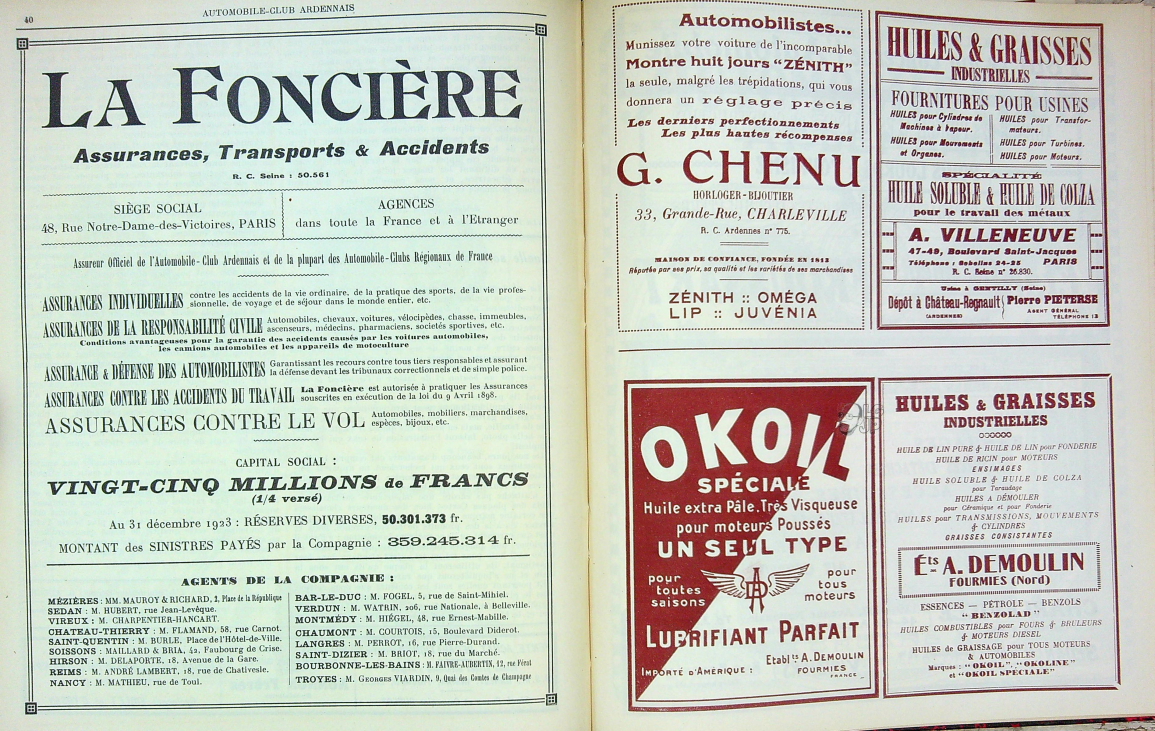 40
AUTOMOBILE-CLUB ARDENNAIS
LA FONCIÈRE
Assurances, Transports & Accidents
R. C. Seine : 50.561
SIÈGE SOCIAL
48, Rue Notre-Dame-des-Victoires, PARIS
AGENCES
dans toute la France et à l'Etranger
Assureur Officiel de l'Automobile-Club Ardennais et de la plupart des Automobile-Clubs Régionaux de France
ASSURANCES INDIVIDUELLES contre les accidents de la vie ordinaire, de la pratique des sports, de la vie profes-
sionnelle, de voyage et de séjour dans le monde entier, etc.
ASSURANCES DE LA RESPONSABILITÉ CIVILE Automobiles, chevaux, voitures, vélocipèdes, chasse, immeubles,
ascenseurs, médecins, pharmaciens, societés sportives, etc.
Conditions avantageuses pour la garantie des accidents causés par les voitures automobiles,
les camions automobiles et les appareils de motoculture
ASSURANCE & DÉFENSE DES AUTOMOBILISTES Garantissant les recours contre tous tiers responsables et assurant
la défense devant les tribunaux correctionnels et de simple police.
ASSURANCES CONTRE LES ACCIDENTS DU TRAVAIL La Foncière est autorisée à pratiquer les Assurances
souscrites en exécution de la loi du 9 Avril 1898.
ASSURANCES CONTRE LE VOL Automobiles, mobiliers, marchandises,
espèces, bijoux, etc.
CAPITAL SOCIAL :
VINGT-CINQ MILLIONS de FRANCS
(1/4 versé)
Au 31 décembre 1923 : RÉSERVES DIVERSES, 50.301.373 fr.
MONTANT des SINISTRES PAYÉS par la Compagnie : 359.245.314 fr.
AGENTS DE LA COMPAGNIE :
MÉZIÈRES : MM. MAUROY & RICHARD, 2, Place de la République
SEDAN : M. HUBERT, rue Jean-Levêque.
VIREUX : M. CHARPENTIER-HANCART.
CHATEAU-THIERRY : M. FLAMAND, 58, rue Carnot.
SAINT-QUENTIN : M. BURLE, Place de l'Hôtel-de-Ville.
SOISSONS : MAILLARD & BRIA, 42, Faubourg de Crise.
HIRSON : M. DELAPORTE, 18, Avenue de la Gare.
REIMS : M. ANDRÉ LAMBERT, 18, rue de Chativesle.
NANCY : M. MATHIEU, rue de Toul.
BAR-LE-DUC : M. FOGEL, 5, rue de Saint-Mihiel.
VERDUN : M. WATRIN, 206, rue Nationale, à Belleville.
MONTMÉDY : M. HIÉGEL, 48, rue Ernest-Mabille.
CHAUMONT : M. COURTOIS, 15, Boulevard Diderot.
LANGRES : M. PERROT, 16, rue Pierre-Durand.
SAINT-DIZIER : M. BRIOT, 18, rue du Marché.
BOURBONNE-LES-BAINS : M. FAIVRE-AUBERTIN, 12, rue Férat
TROYES : M. GEORGES VIARDIN, 9, Quai des Comtes de Champagne
Automobilistes...
Munissez votre voiture de l'incomparable
Montre huit jours "ZÉNITH"
la seule, malgré les trépidations, qui vous
donnera un réglage précis
Les derniers perfectionnements
Les plus hautes récompenses
G. CHENU
HORLOGER-BIJOUTIER
33, Grande-Rue, CHARLEVILLE
R. C. Ardennes n° 775.
MAISON DE CONFIANCE, FONDÉE EN 1813
Réputée par ses prix, sa qualité et les variétés de ses marchandises
ZÉNITH :: OMÉGA
LIP :: JUVÉNIA
HUILES & GRAISSES
INDUSTRIELLES
FOURNITURES POUR USINES
HUILES pour Cylindres de
Machines à Vapeur.
HUILES pour Mouvements
et Organes.
HUILES pour Transfor-
mateurs.
HUILES pour Turbines.
HUILES pour Moteurs.
SPÉCIALITÉ
HUILE SOLUBLE & HUILE DE COLZA
pour le travail des métaux
A. VILLENEUVE
47-49, Boulevard Saint-Jacques
Téléphone : Gobelins 24-25 PARIS
R. C. Seine n° 26.830.
Usine à GENTILLY (Seine)
Dépôt à Château-Regnault
(ARDENNES)
Pierre PIETERSE
AGENT GÉNÉRAL
TÉLÉPHONE 13
OKOIL
SPÉCIALE
Huile extra Pâle. Très Visqueuse
pour moteurs Poussés
UN SEUL TYPE
pour
toutes
saisons
AD
pour
tous
moteurs
LUBRIFIANT PARFAIT
IMPORTÉ D'AMÉRIQUE :
Etablts A. DEMOULIN
FOURMIES
FRANCE
HUILES & GRAISSES
INDUSTRIELLES
HUILE DE LIN PURE & HUILE DE LIN pour FONDERIE
HUILE DE RICIN pour MOTEURS
ENSIMAGES
HUILE SOLUBLE & HUILE DE COLZA
pour Taraudage
HUILES A DÉMOULER
pour Céramique et pour Fonderie
HUILES pour TRANSMISSIONS, MOUVEMENTS
& CYLINDRES
GRAISSES CONSISTANTES
Éts A. DEMOULIN
FOURMIES (Nord)
ESSENCES — PÉTROLE — BENZOLS
"BENZOLAD"
HUILES COMBUSTIBLES pour FOURS & BRULEURS
& MOTEURS DIESEL
HUILES de GRAISSAGE pour TOUS MOTEURS
& AUTOMOBILES
Marques : "OKOIL", "OKOLINE"
et "OKOIL SPÉCIALE"